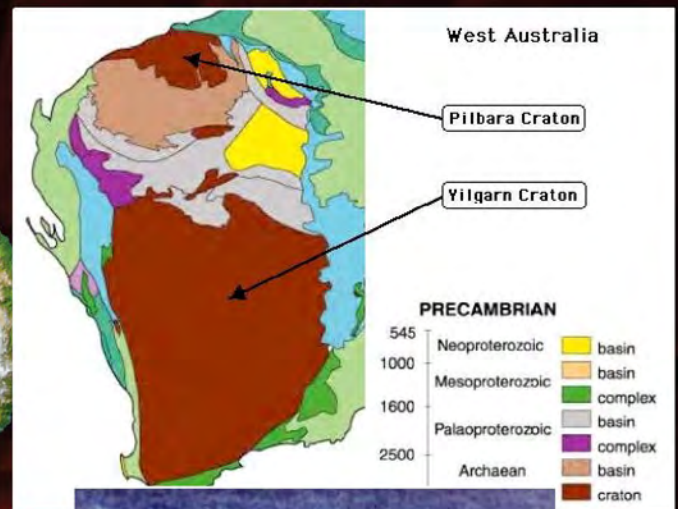 West Australia
Pilbara Craton
Yilgarn Craton
PRECAMBRIAN
545
Neoproterozoic basin
basin
1000
Mesoproterozoic complex
1600
basin
Palaoproterozoic complex
2500
basin
Archaean craton